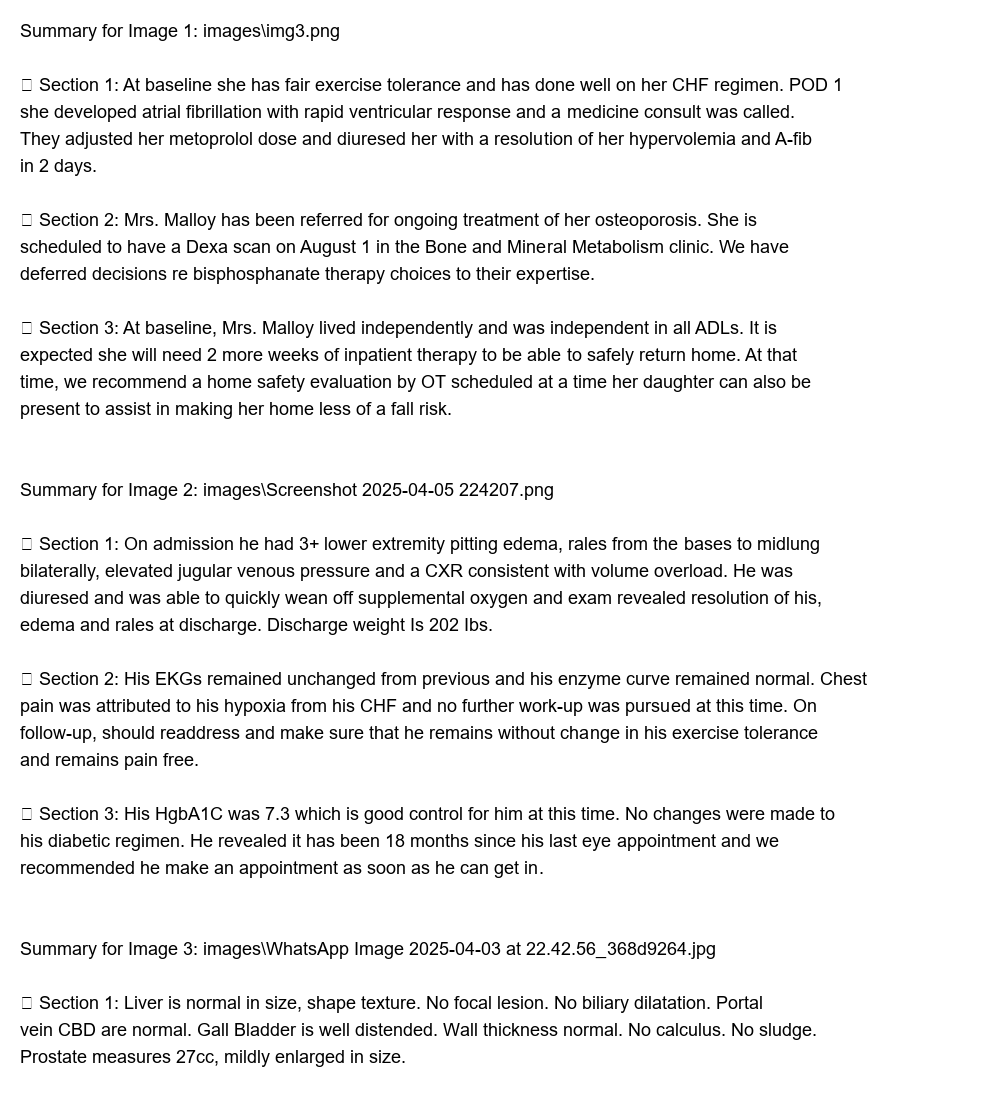 Summary for Image 1: images\img3.png
□ Section 1: At baseline she has fair exercise tolerance and has done well on her CHF regimen. POD 1
she developed atrial fibrillation with rapid ventricular response and a medicine consult was called.
They adjusted her metoprolol dose and diuresed her with a resolution of her hypervolemia and A-fib
in 2 days.
□ Section 2: Mrs. Malloy has been referred for ongoing treatment of her osteoporosis. She is
scheduled to have a Dexa scan on August 1 in the Bone and Mineral Metabolism clinic. We have
deferred decisions re bisphosphanate therapy choices to their expertise.
□ Section 3: At baseline, Mrs. Malloy lived independently and was independent in all ADLs. It is
expected she will need 2 more weeks of inpatient therapy to be able to safely return home. At that
time, we recommend a home safety evaluation by OT scheduled at a time her daughter can also be
present to assist in making her home less of a fall risk.
Summary for Image 2: images\Screenshot 2025-04-05 224207.png
□ Section 1: On admission he had 3+ lower extremity pitting edema, rales from the bases to midlung
bilaterally, elevated jugular venous pressure and a CXR consistent with volume overload. He was
diuresed and was able to quickly wean off supplemental oxygen and exam revealed resolution of his,
edema and rales at discharge. Discharge weight Is 202 Ibs.
□ Section 2: His EKGs remained unchanged from previous and his enzyme curve remained normal. Chest
pain was attributed to his hypoxia from his CHF and no further work-up was pursued at this time. On
follow-up, should readdress and make sure that he remains without change in his exercise tolerance
and remains pain free.
□ Section 3: His HgbA1C was 7.3 which is good control for him at this time. No changes were made to
his diabetic regimen. He revealed it has been 18 months since his last eye appointment and we
recommended he make an appointment as soon as he can get in.
Summary for Image 3: images\WhatsApp Image 2025-04-03 at 22.42.56_368d9264.jpg
□ Section 1: Liver is normal in size, shape texture. No focal lesion. No biliary dilatation. Portal
vein CBD are normal. Gall Bladder is well distended. Wall thickness normal. No calculus. No sludge.
Prostate measures 27cc, mildly enlarged in size.